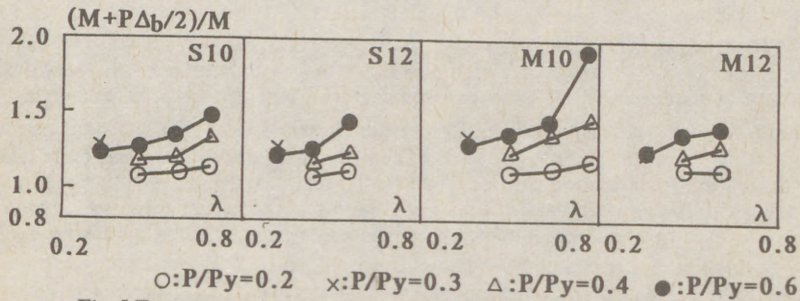 (M+PΔb/2)/M
2.0
S10 S12 M10 M12
1.5
1.0
0.8
λ λ λ λ
0.2 0.8 0.2 0.8 0.2 0.8 0.2 0.8
○:P/Py=0.2 ×:P/Py=0.3 △:P/Py=0.4 ●:P/Py=0.6